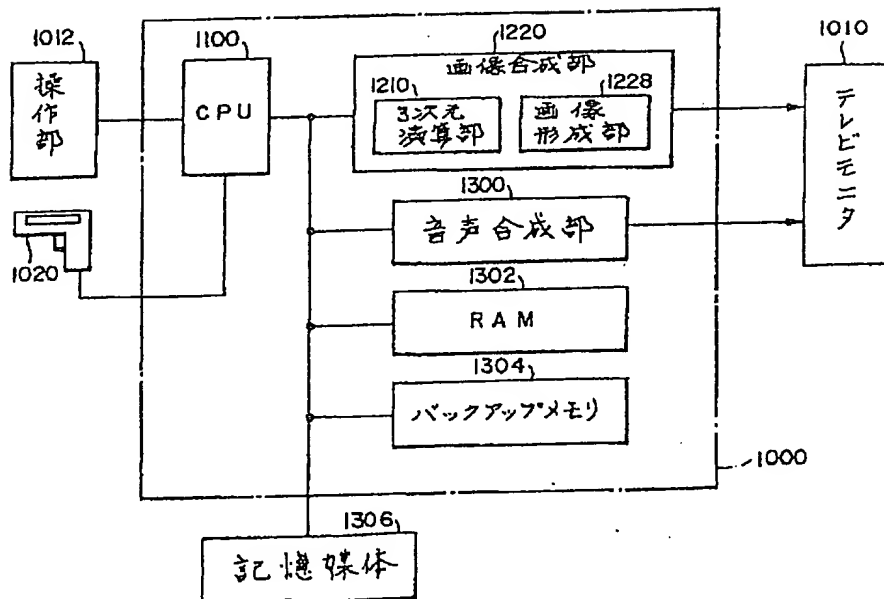 1012
操作部
1020
1100
CPU
1220
画像合成部
1210
3次元
演算部
1228
画像
形成部
1300
音声合成部
1302
RAM
1304
バックアップメモリ
1000
1306
記憶媒体
1010
テレビモニタ